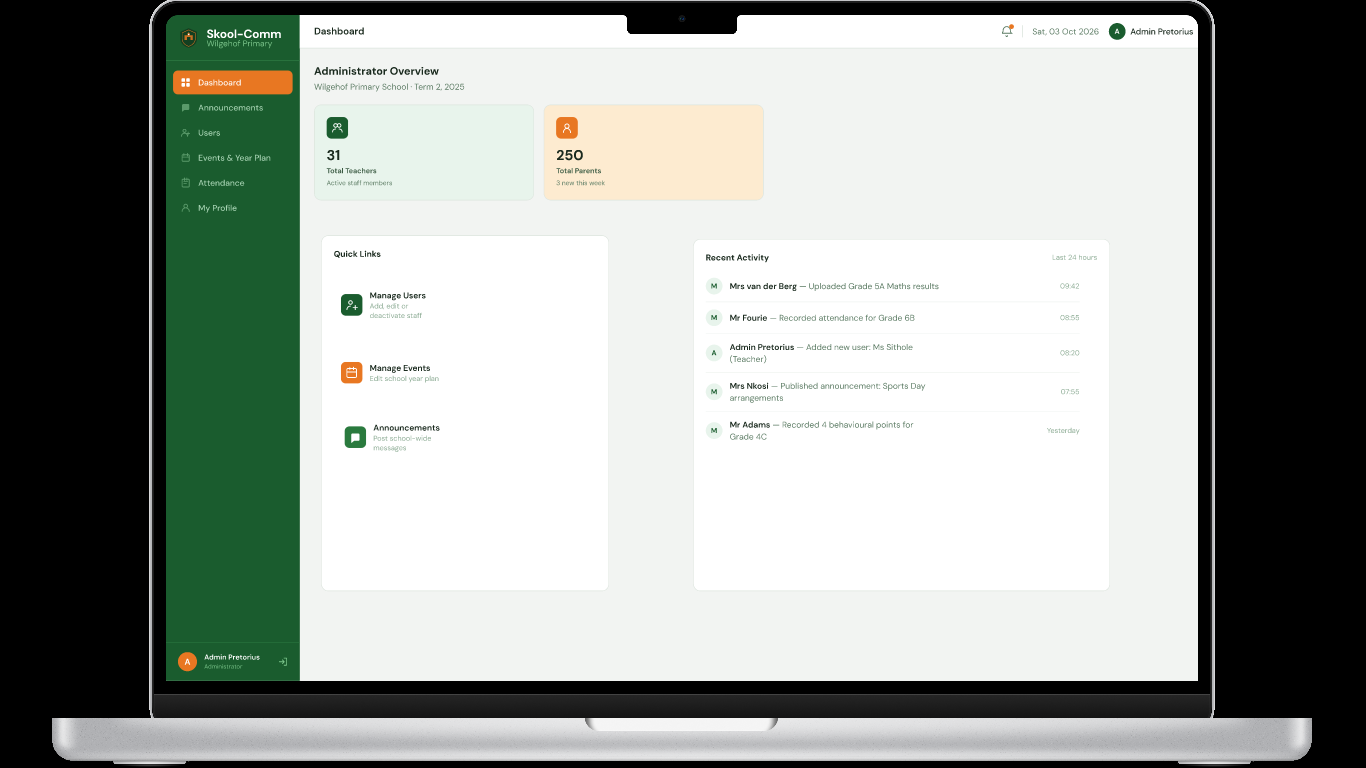 Skool-Comm
Wilgehof Primary
Dashboard
Sat, 03 Oct 2026
A
Admin Pretorius
Dashboard
Announcements
Users
Events & Year Plan
Attendance
My Profile
Administrator Overview
Wilgehof Primary School · Term 2, 2025
31
Total Teachers
Active staff members
250
Total Parents
3 new this week
Quick Links
Manage Users
Add, edit or
deactivate staff
Manage Events
Edit school year plan
Announcements
Post school-wide
messages
Recent Activity
Last 24 hours
M Mrs van der Berg — Uploaded Grade 5A Maths results 09:42
M Mr Fourie — Recorded attendance for Grade 6B 08:55
A Admin Pretorius — Added new user: Ms Sithole
(Teacher) 08:20
M Mrs Nkosi — Published announcement: Sports Day
arrangements 07:55
M Mr Adams — Recorded 4 behavioural points for
Grade 4C Yesterday
A
Admin Pretorius
Administrator